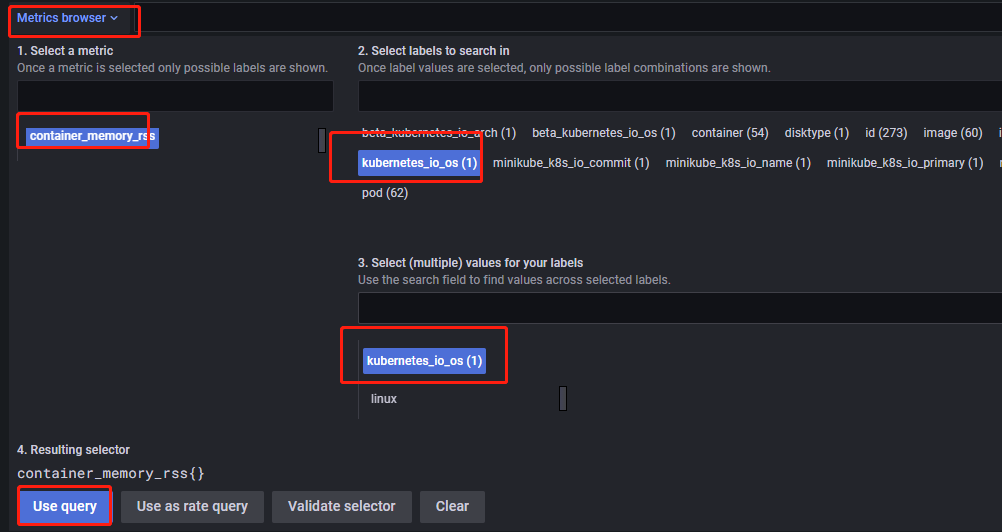 Metrics browser
1. Select a metric
Once a metric is selected only possible labels are shown.
container_memory_rss
2. Select labels to search in
Once label values are selected, only possible label combinations are shown.
beta_kubernetes_io_arch (1) beta_kubernetes_io_os (1) container (54) disktype (1) id (273) image (60)
kubernetes_io_os (1) minikube_k8s_io_commit (1) minikube_k8s_io_name (1) minikube_k8s_io_primary (1)
pod (62)
3. Select (multiple) values for your labels
Use the search field to find values across selected labels.
kubernetes_io_os (1)
linux
4. Resulting selector
container_memory_rss{}
Use query Use as rate query Validate selector Clear